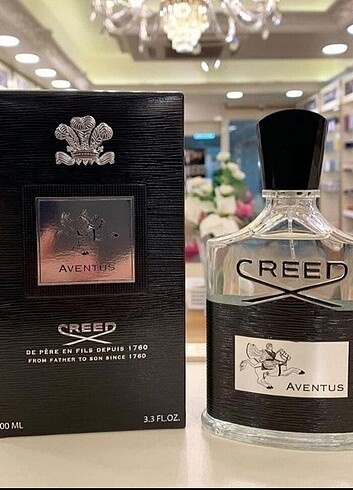 AVENTUS
CREED
DE PÈRE EN FILS DEPUIS 1760
FROM FATHER TO SON SINCE 1760
00 ML
3.3 FL.OZ.
CREED
AVENTUS